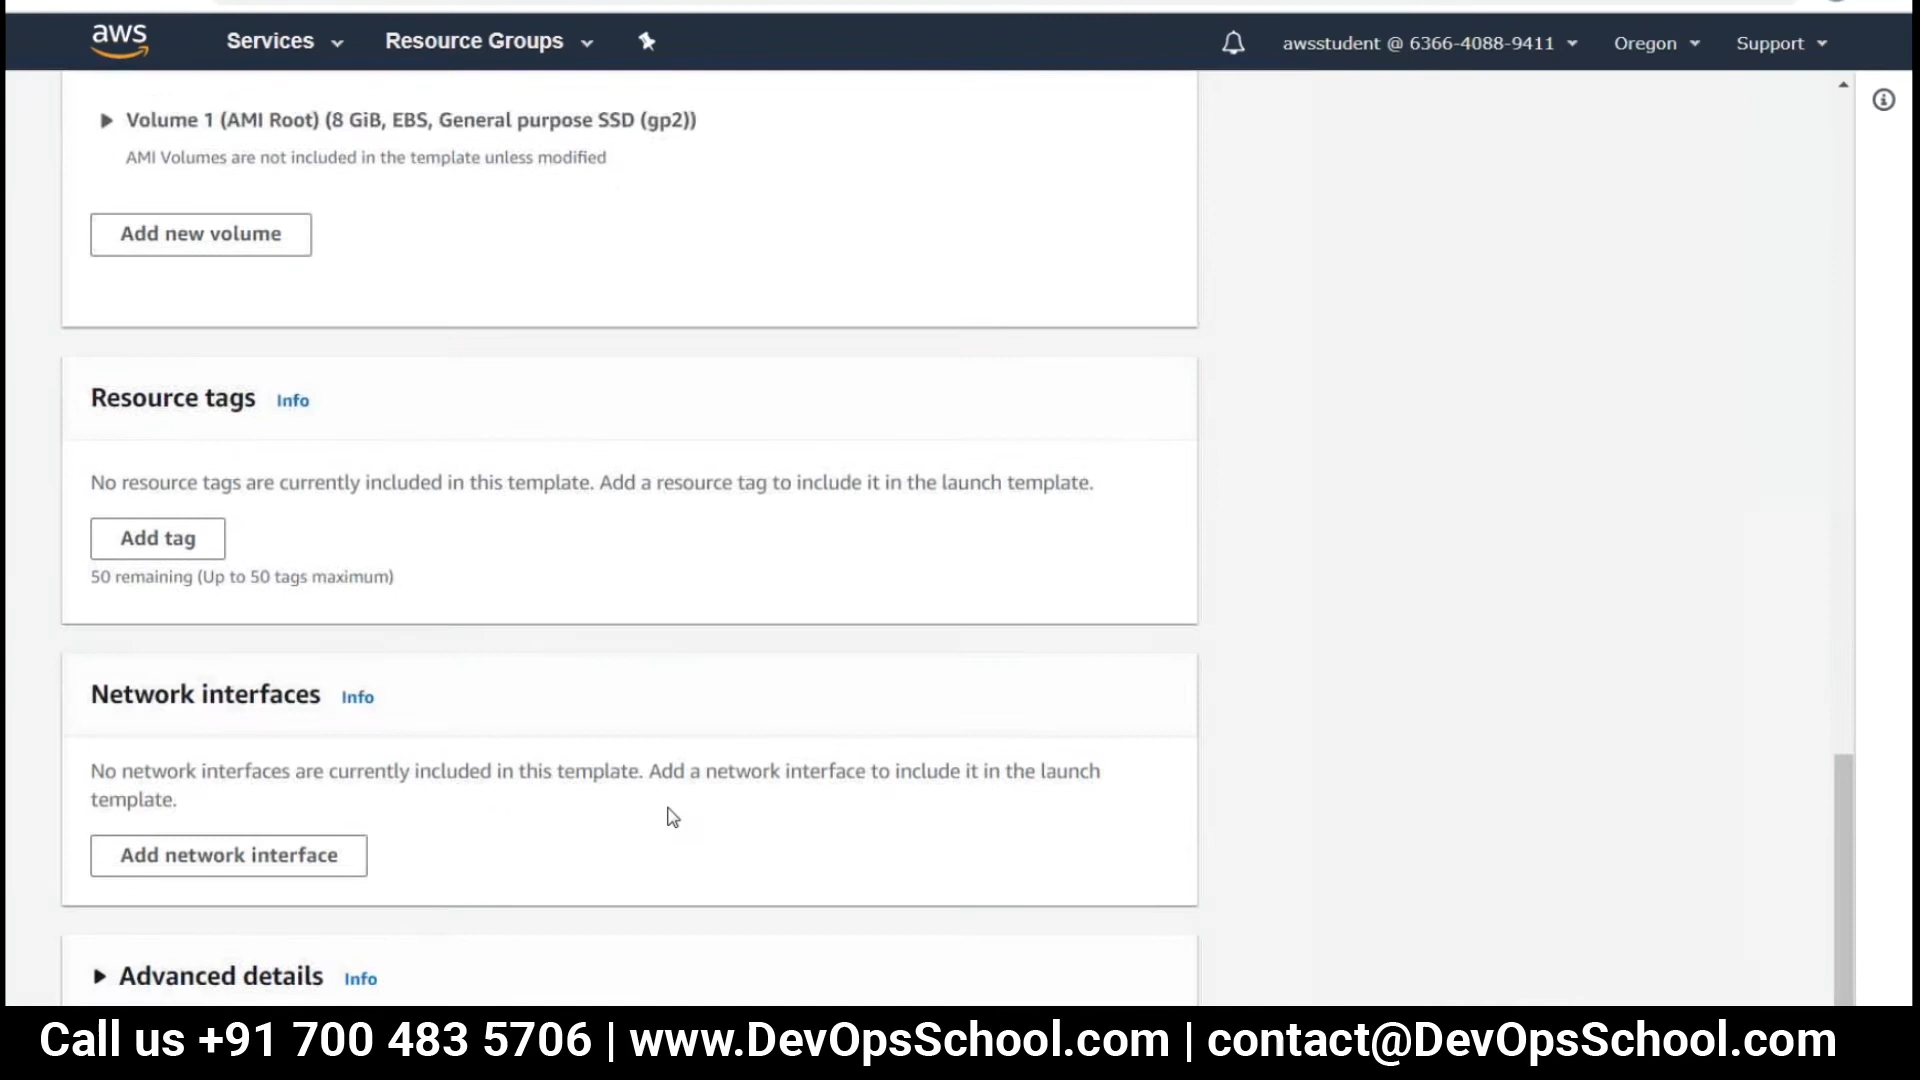 aws Services Resource Groups awsstudent @ 6366-4088-9411 Oregon Support
Volume 1 (AMI Root) (8 GiB, EBS, General purpose SSD (gp2))
AMI Volumes are not included in the template unless modified
Add new volume
Resource tags Info
No resource tags are currently included in this template. Add a resource tag to include it in the launch template.
Add tag
50 remaining (Up to 50 tags maximum)
Network interfaces Info
No network interfaces are currently included in this template. Add a network interface to include it in the launch
template.
Add network interface
Advanced details Info
Call us +91 700 483 5706 | www.DevOpsSchool.com | contact@DevOpsSchool.com